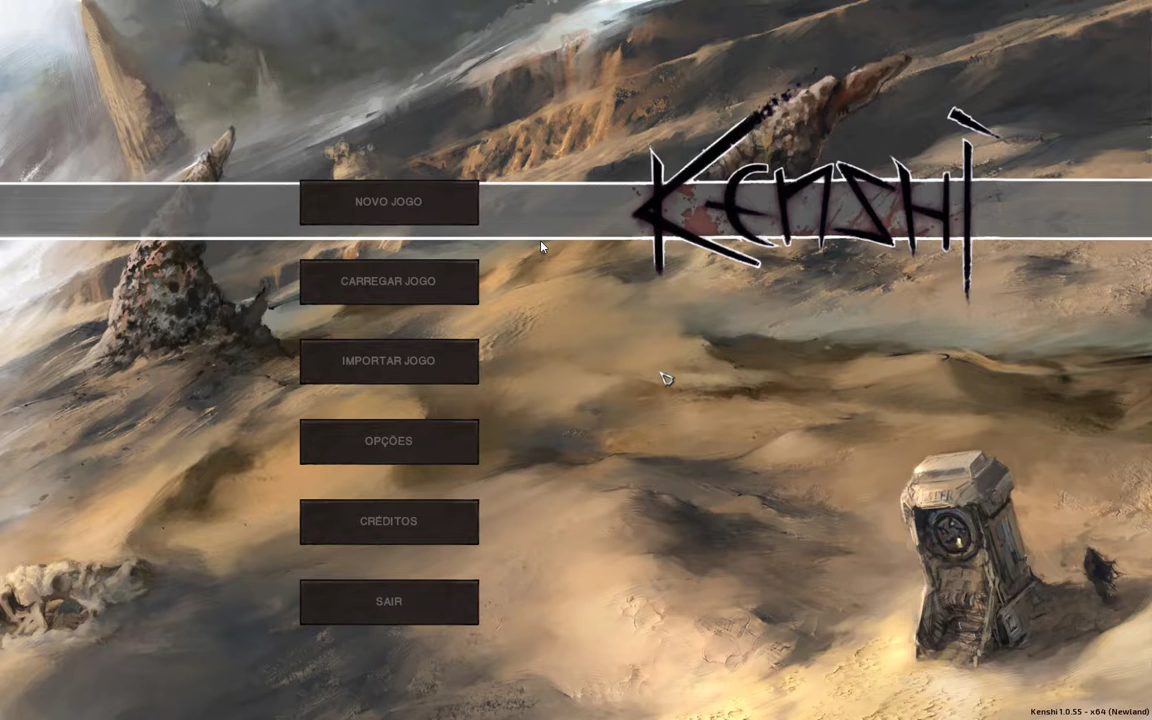 KENSHI
NOVO JOGO
CARREGAR JOGO
IMPORTAR JOGO
OPÇÕES
CRÉDITOS
SAIR
Kenshi 1.0.55 - x64 (Newland)